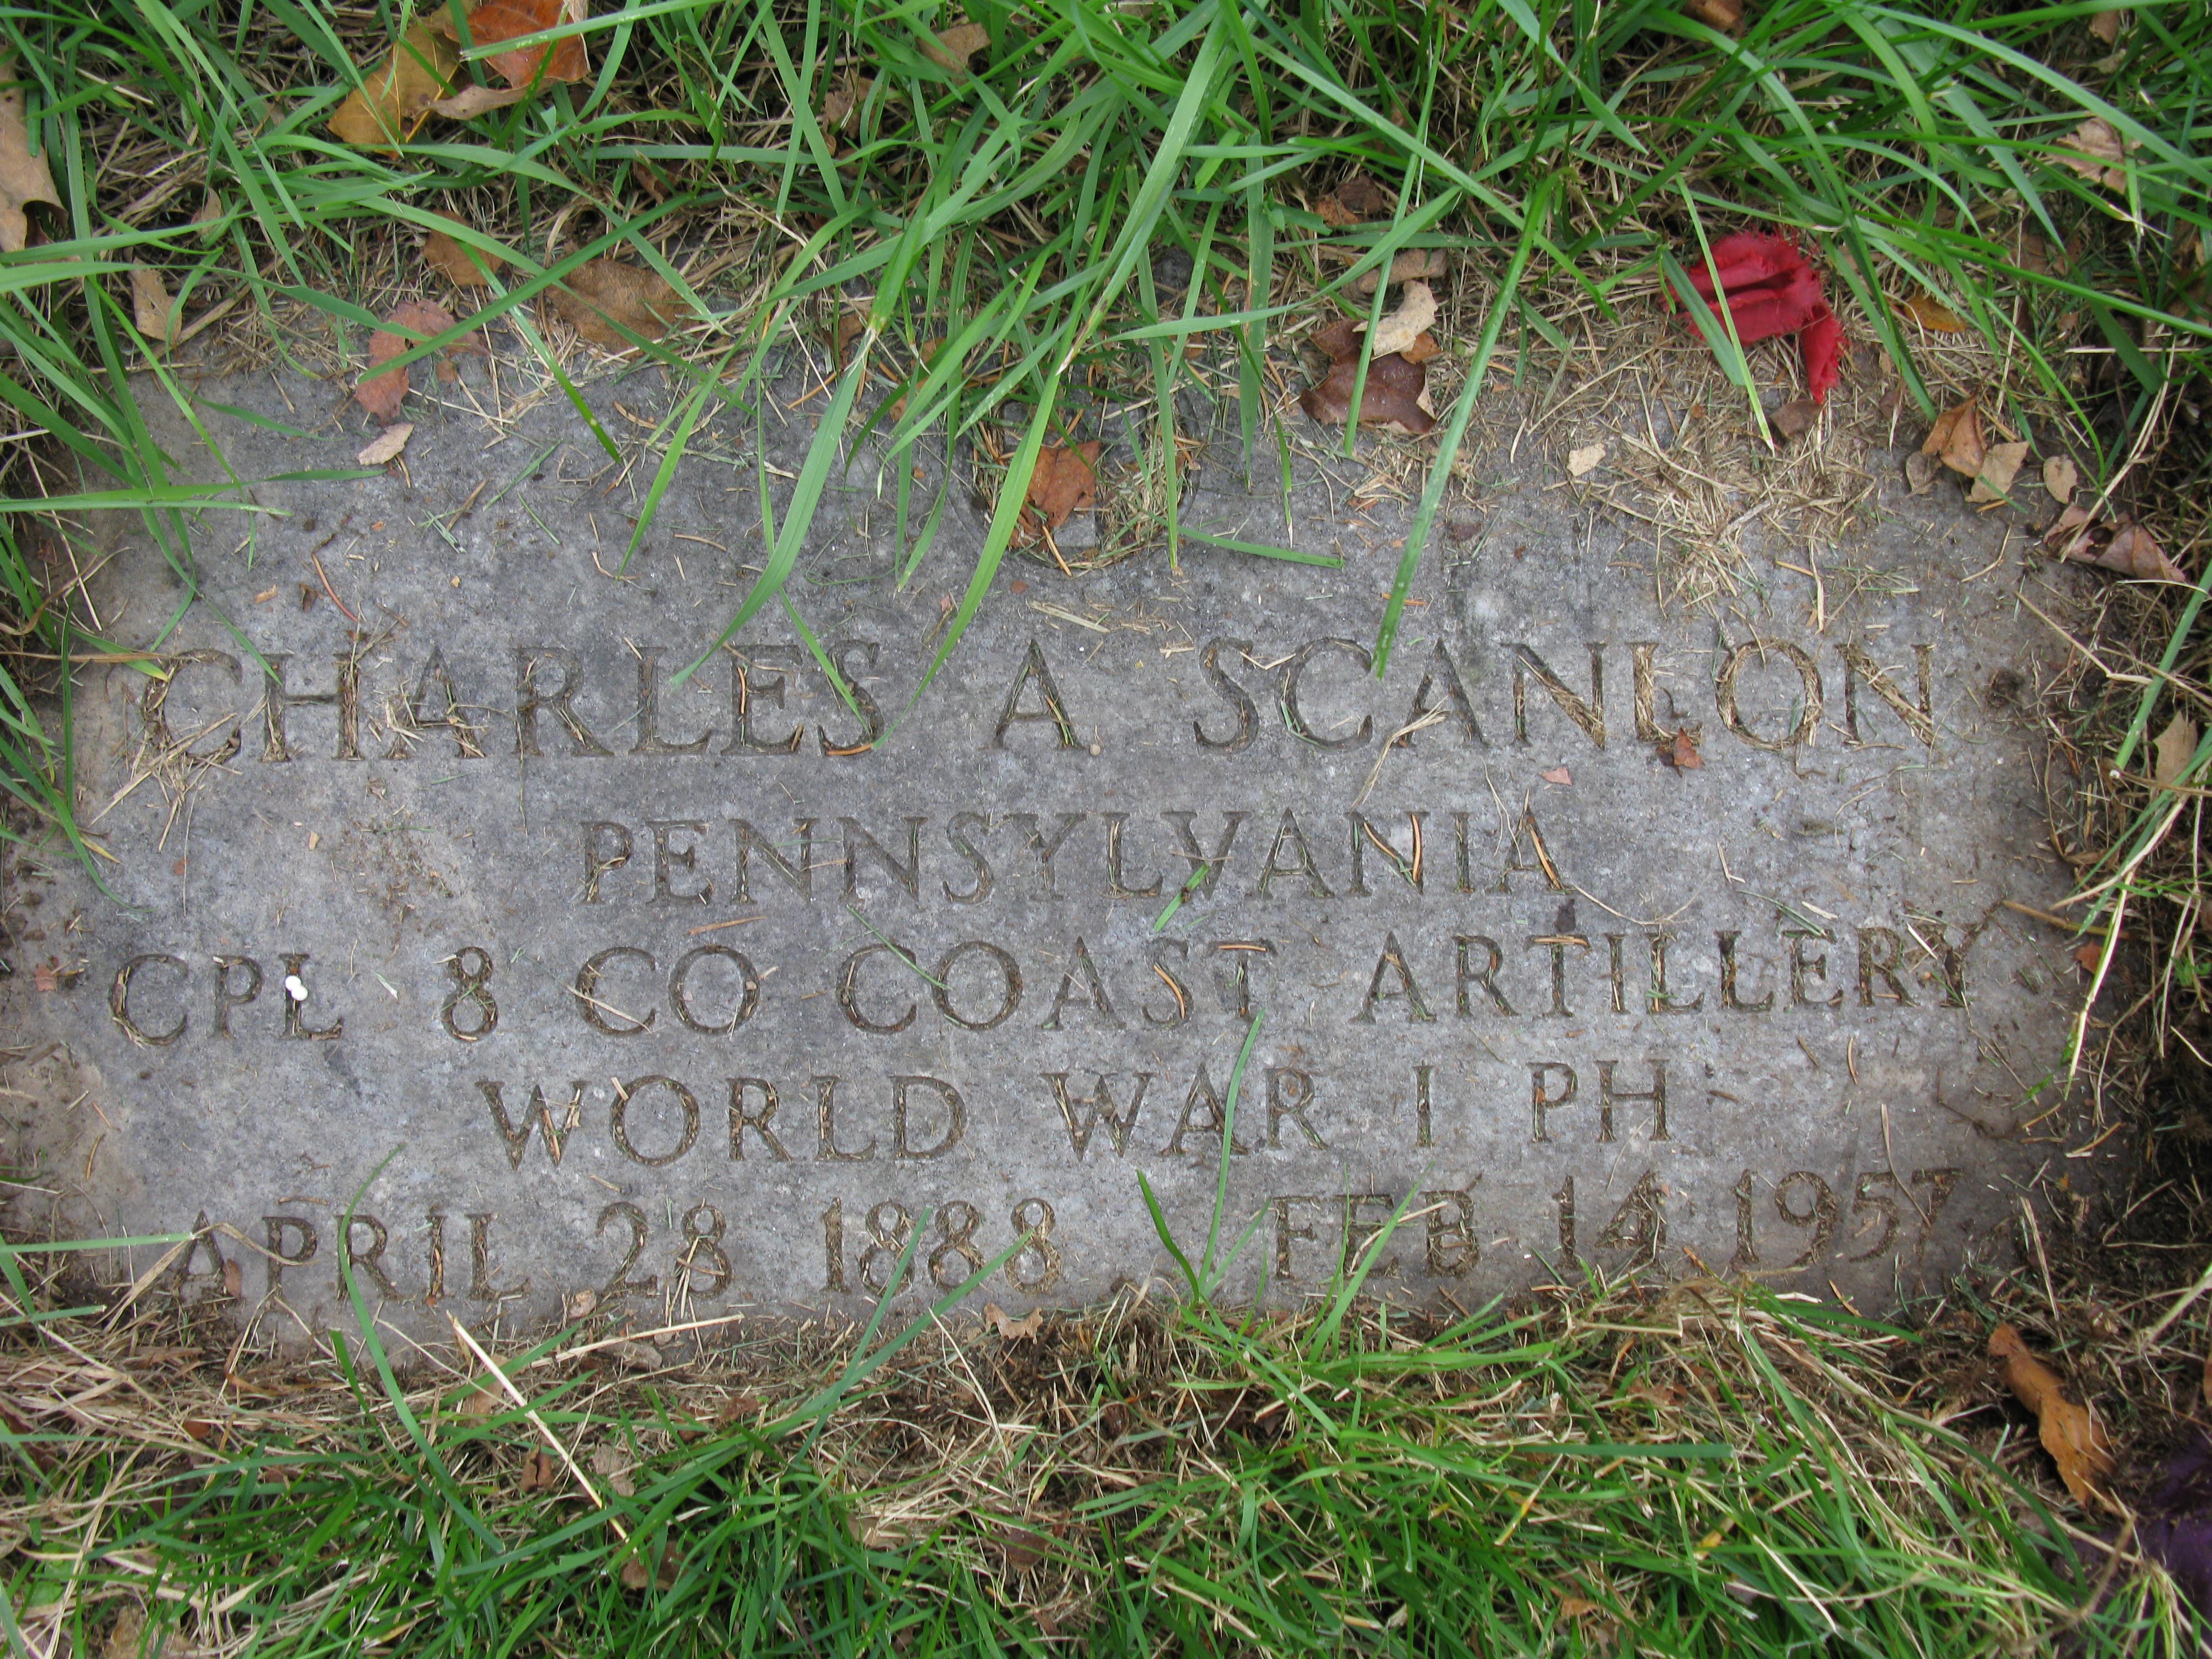 CHARLES A. SCANLON
PENNSYLVANIA
CPL 8 CO COAST ARTILLERY
WORLD WAR I PH
APRIL 28 1888 FEB 14 1957